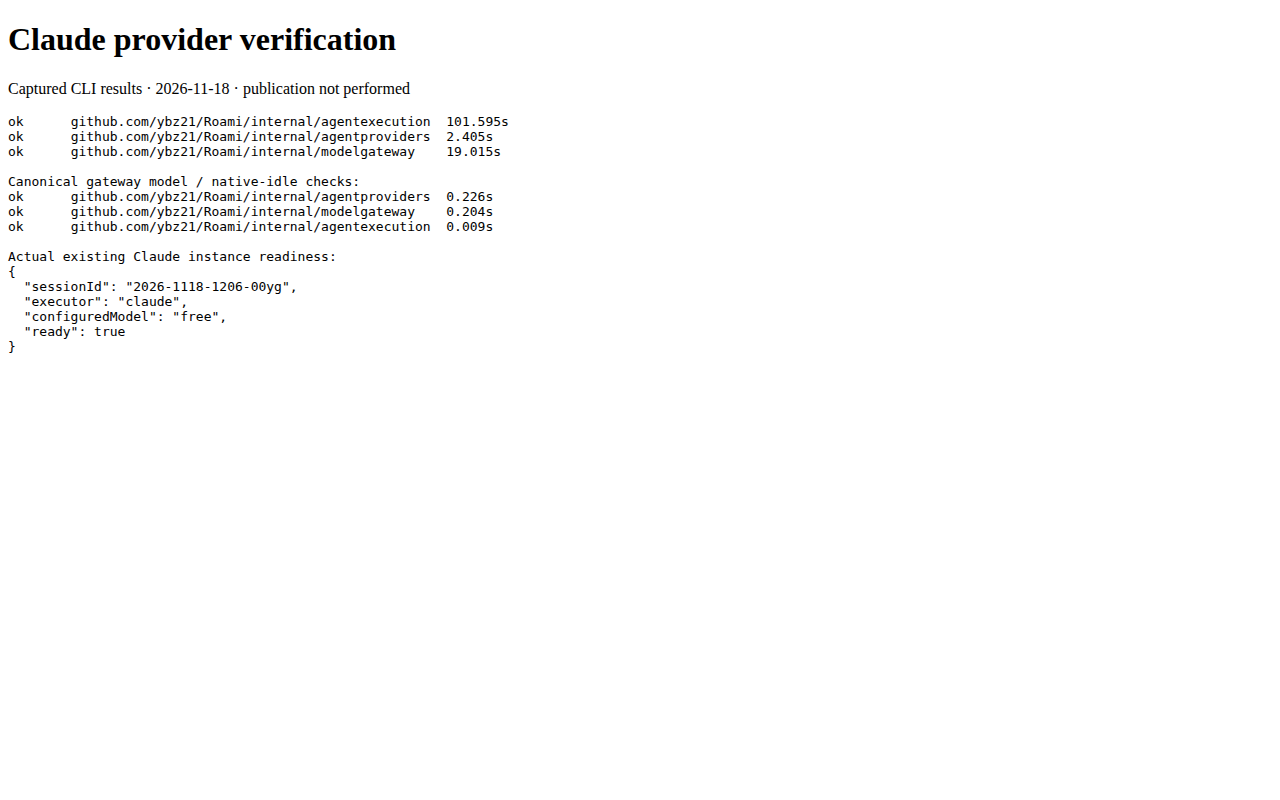 Claude provider verification
Captured CLI results · 2026-11-18 · publication not performed
ok      github.com/ybz21/Roami/internal/agentexecution  101.595s
ok      github.com/ybz21/Roami/internal/agentproviders  2.405s
ok      github.com/ybz21/Roami/internal/modelgateway    19.015s
Canonical gateway model / native-idle checks:
ok      github.com/ybz21/Roami/internal/agentproviders  0.226s
ok      github.com/ybz21/Roami/internal/modelgateway    0.204s
ok      github.com/ybz21/Roami/internal/agentexecution  0.009s
Actual existing Claude instance readiness:
{
  "sessionId": "2026-1118-1206-00yg",
  "executor": "claude",
  "configuredModel": "free",
  "ready": true
}